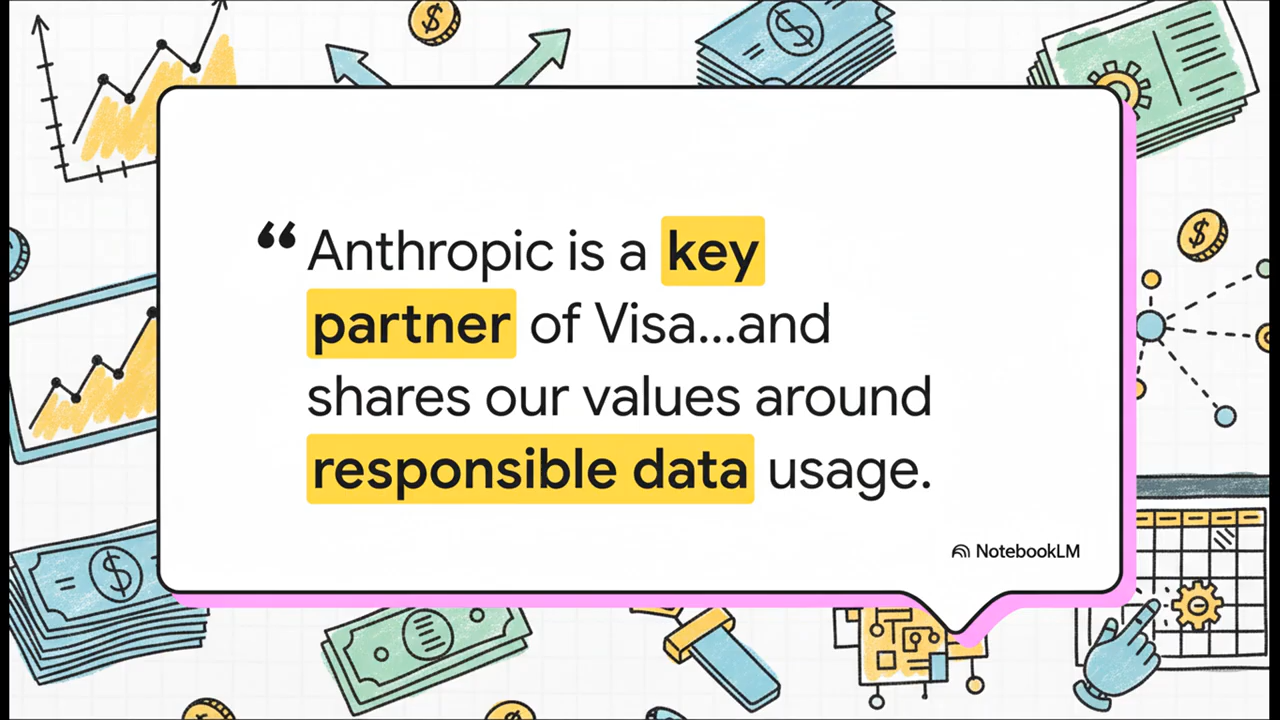 “Anthropic is a key
partner of Visa...and
shares our values around
responsible data usage.
NotebookLM